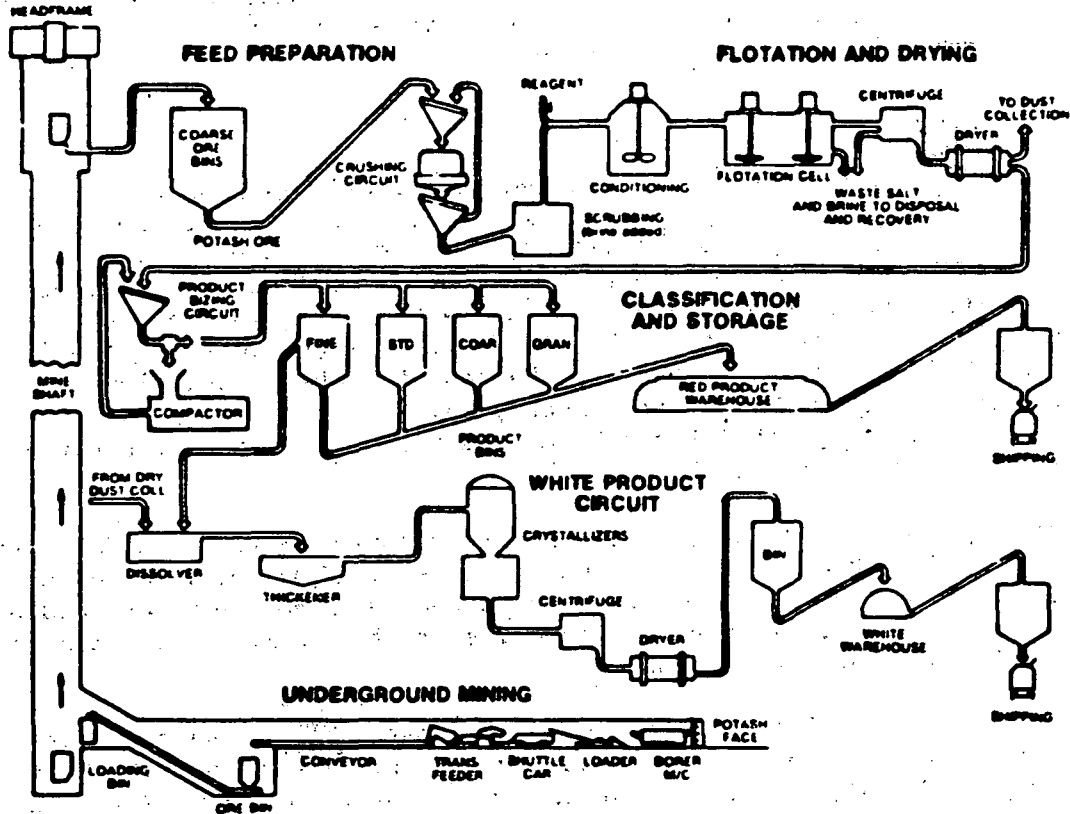 HEADFRAME
FEED PREPARATION
FLOTATION AND DRYING
REAGENT
CENTRIFUGE
TO DUST
COLLECTION
DRYER
COARSE
ORE
BINS
CRUSHING
CIRCUIT
CONDITIONING
FLOTATION CELL
WASTE SALT
AND BRINE TO DISPOSAL
AND RECOVERY
SCRUBBING
POTASH ORE
PRODUCT
SIZING
CIRCUIT
CLASSIFICATION
AND STORAGE
FINE
STD
COAR
GRAN
MINE
SHAFT
COMPACTOR
RED PRODUCT
WAREHOUSE
PRODUCT
BINS
SHIPPING
FROM DRY
DUST COLL
WHITE PRODUCT
CIRCUIT
CRYSTALLIZERS
BIN
DISSOLVER
THICKENER
CENTRIFUGE
DRYER
WHITE
WAREHOUSE
UNDERGROUND MINING
SHIPPING
POTASH
FACE
LOADING
BIN
CONVEYOR
TRANS
FEEDER
SHUTTLE
CAR
LOADER
BORER
M/C
ORE BIN